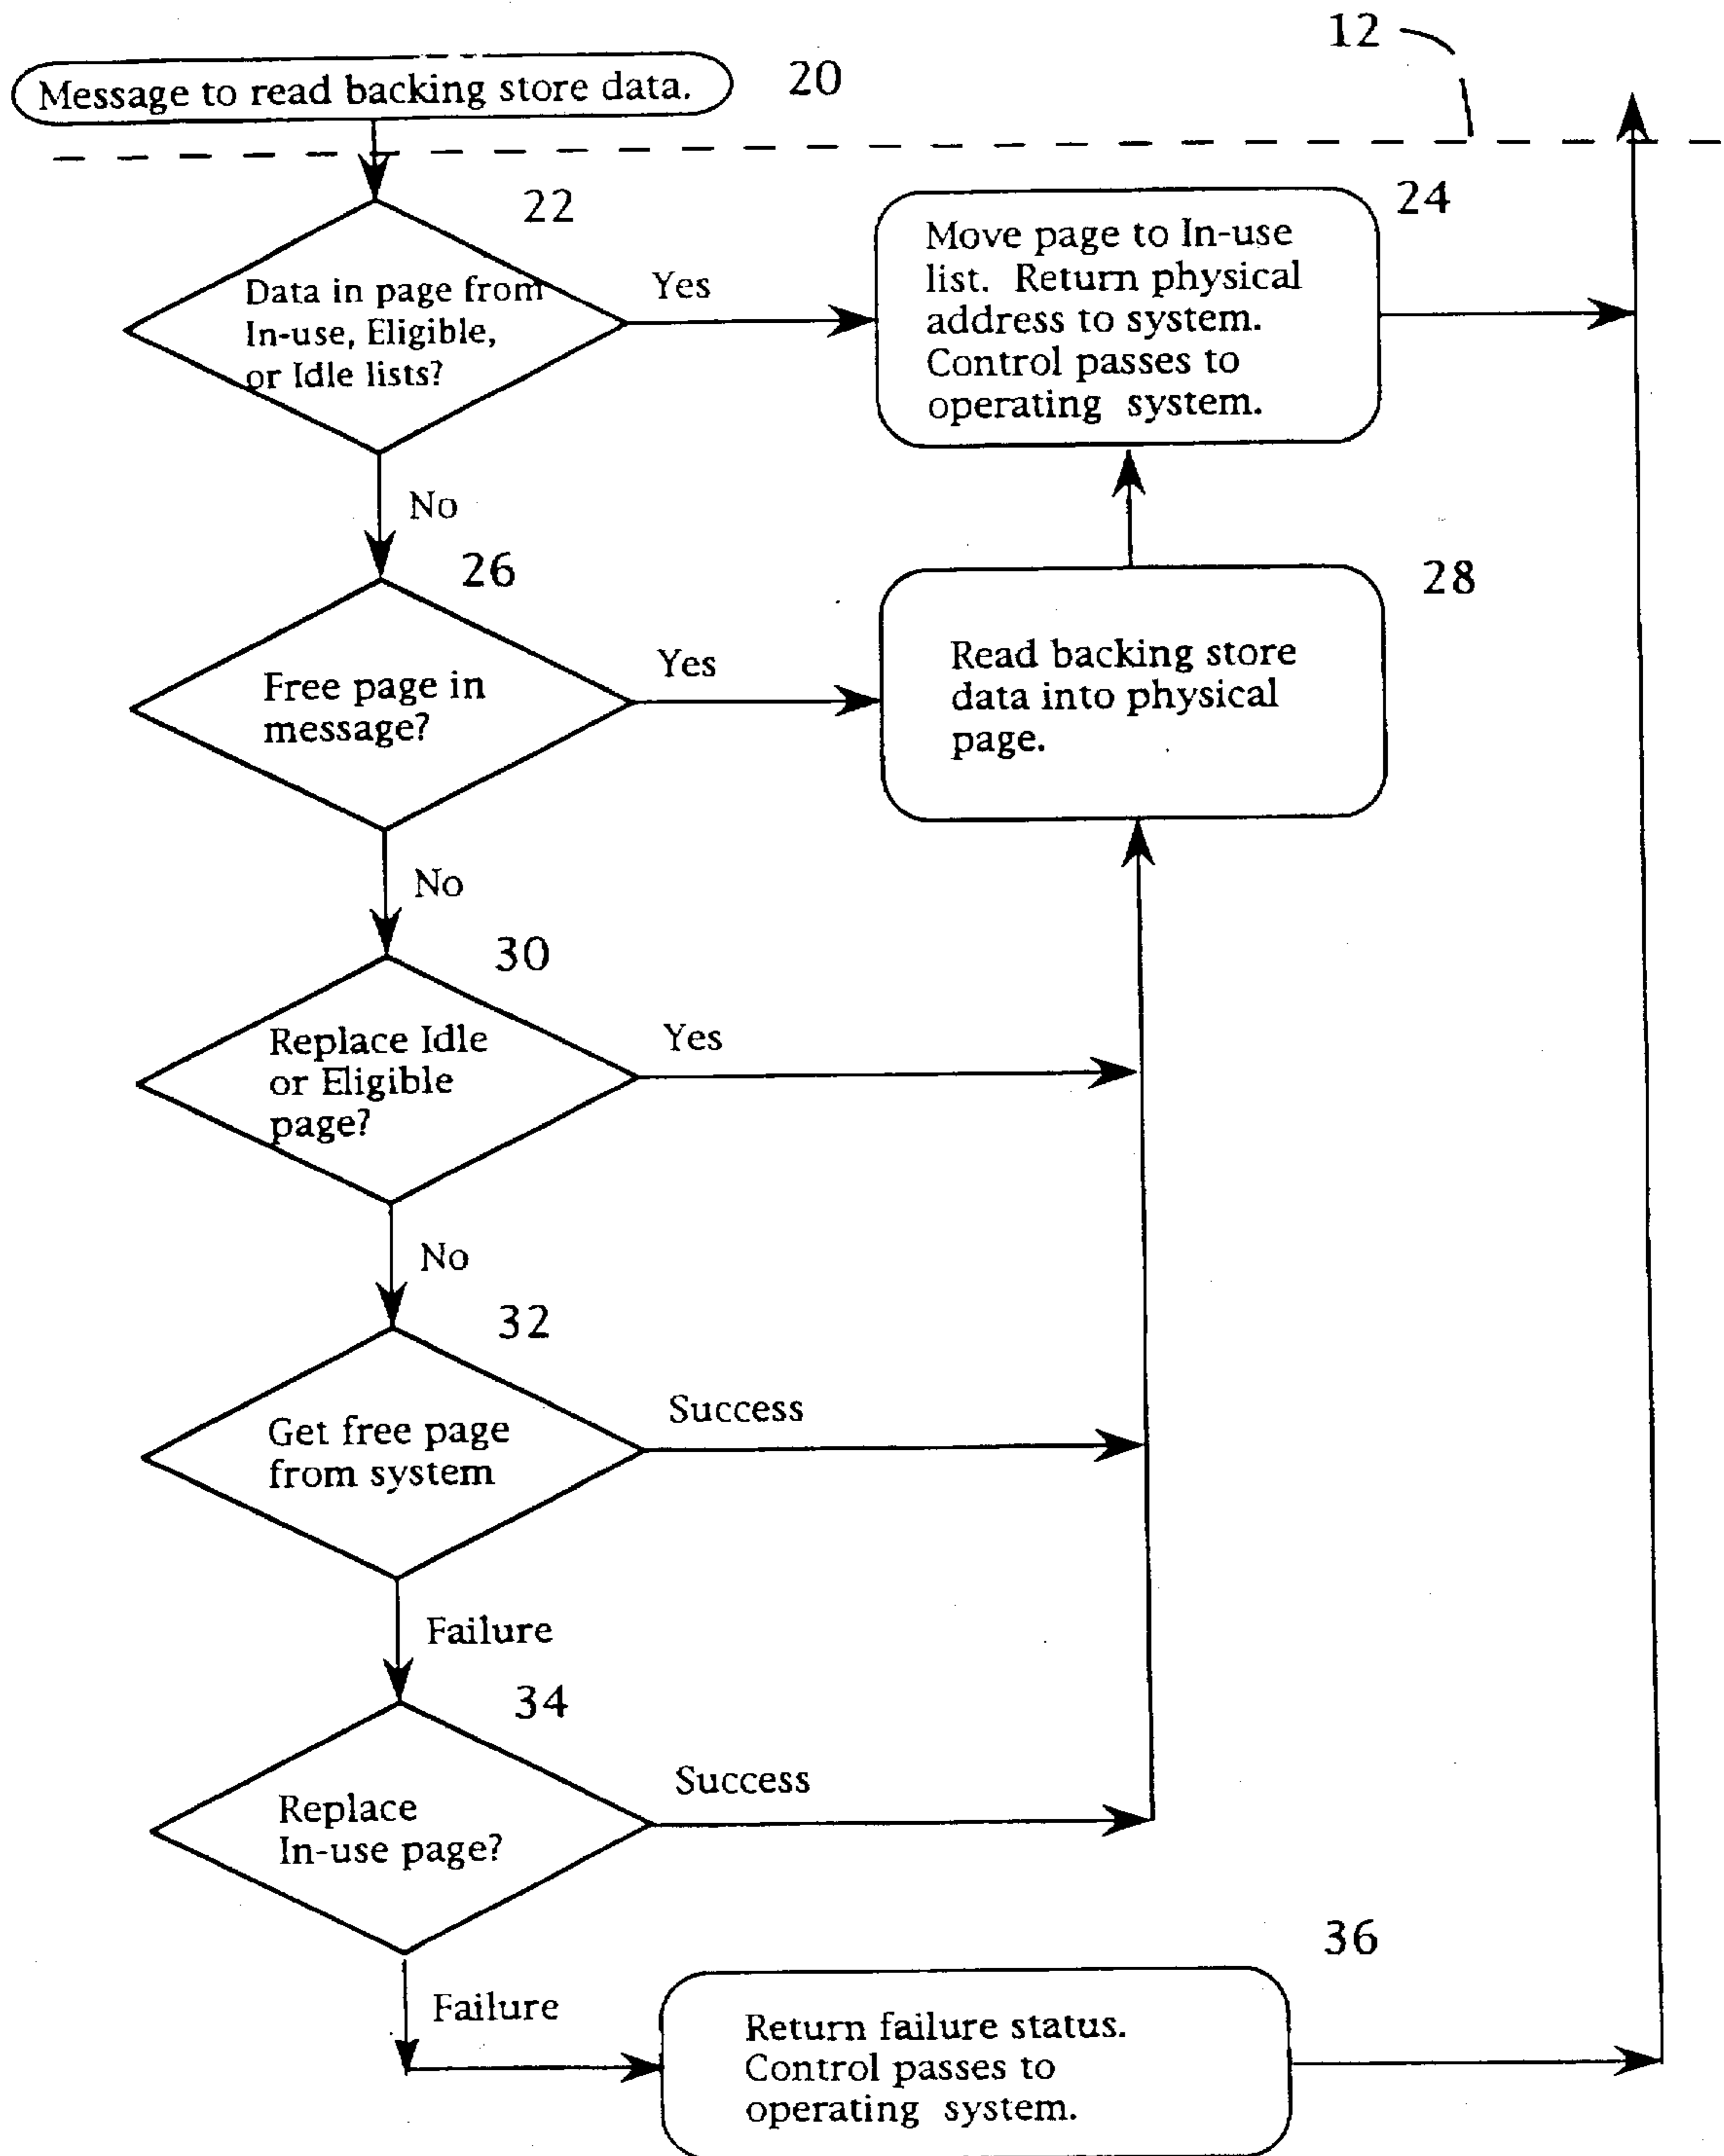 12
Message to read backing store data.
20
22
24
Data in page from
In-use, Eligible,
or Idle lists?
Yes
Move page to In-use
list. Return physical
address to system.
Control passes to
operating system.
No
26
28
Free page in
message?
Yes
Read backing store
data into physical
page.
No
30
Replace Idle
or Eligible
page?
Yes
No
32
Get free page
from system
Success
Failure
34
Replace
In-use page?
Success
36
Failure
Return failure status.
Control passes to
operating system.